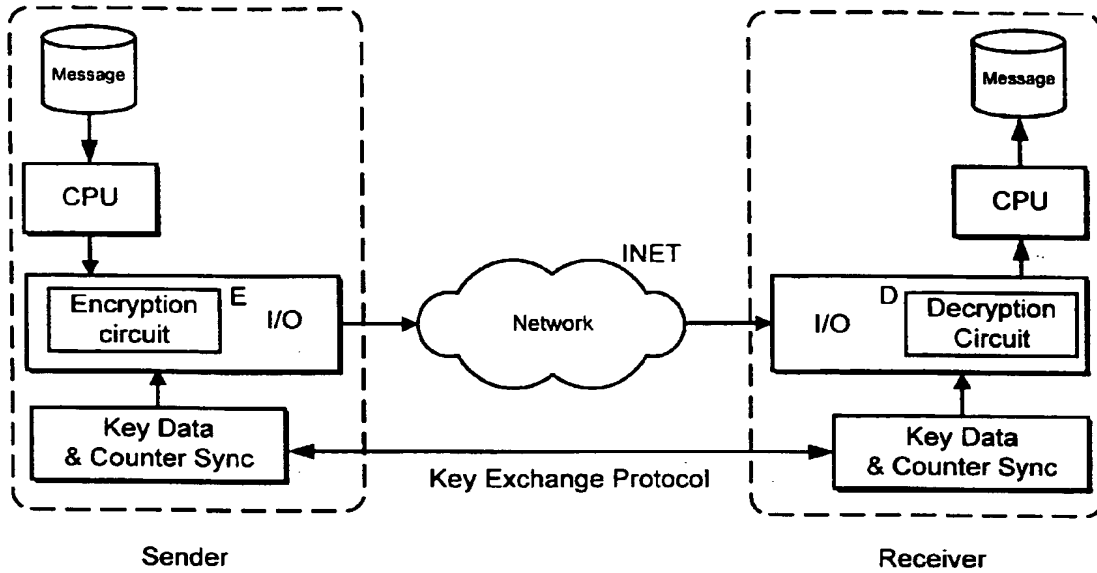 Message
CPU
Encryption
circuit
E
I/O
Key Data
& Counter Sync
Sender
INET
Network
Key Exchange Protocol
Message
CPU
I/O
D
Decryption
Circuit
Key Data
& Counter Sync
Receiver